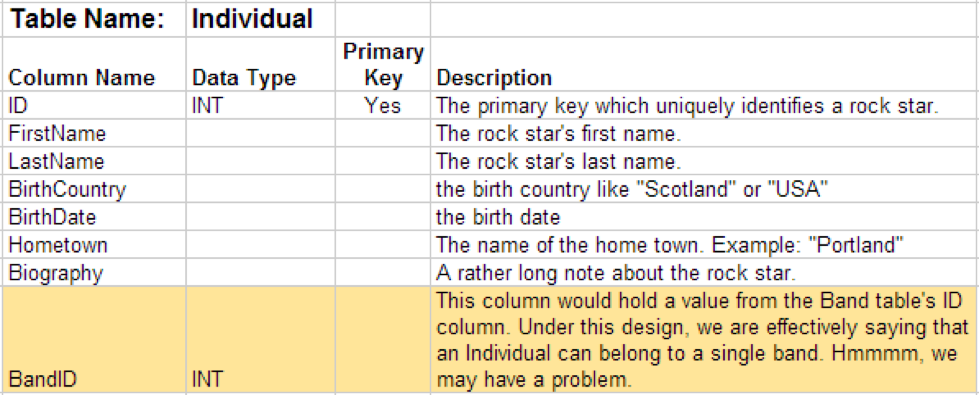 Table Name: Individual
Primary
Column Name Data Type Key Description
ID INT Yes The primary key which uniquely identifies a rock star.
FirstName The rock star's first name.
LastName The rock star's last name.
BirthCountry the birth country like "Scotland" or "USA"
BirthDate the birth date
Hometown The name of the home town. Example: "Portland"
Biography A rather long note about the rock star.
This column would hold a value from the Band table's ID
column. Under this design, we are effectively saying that
an Individual can belong to a single band. Hmmmm, we
BandID INT may have a problem.